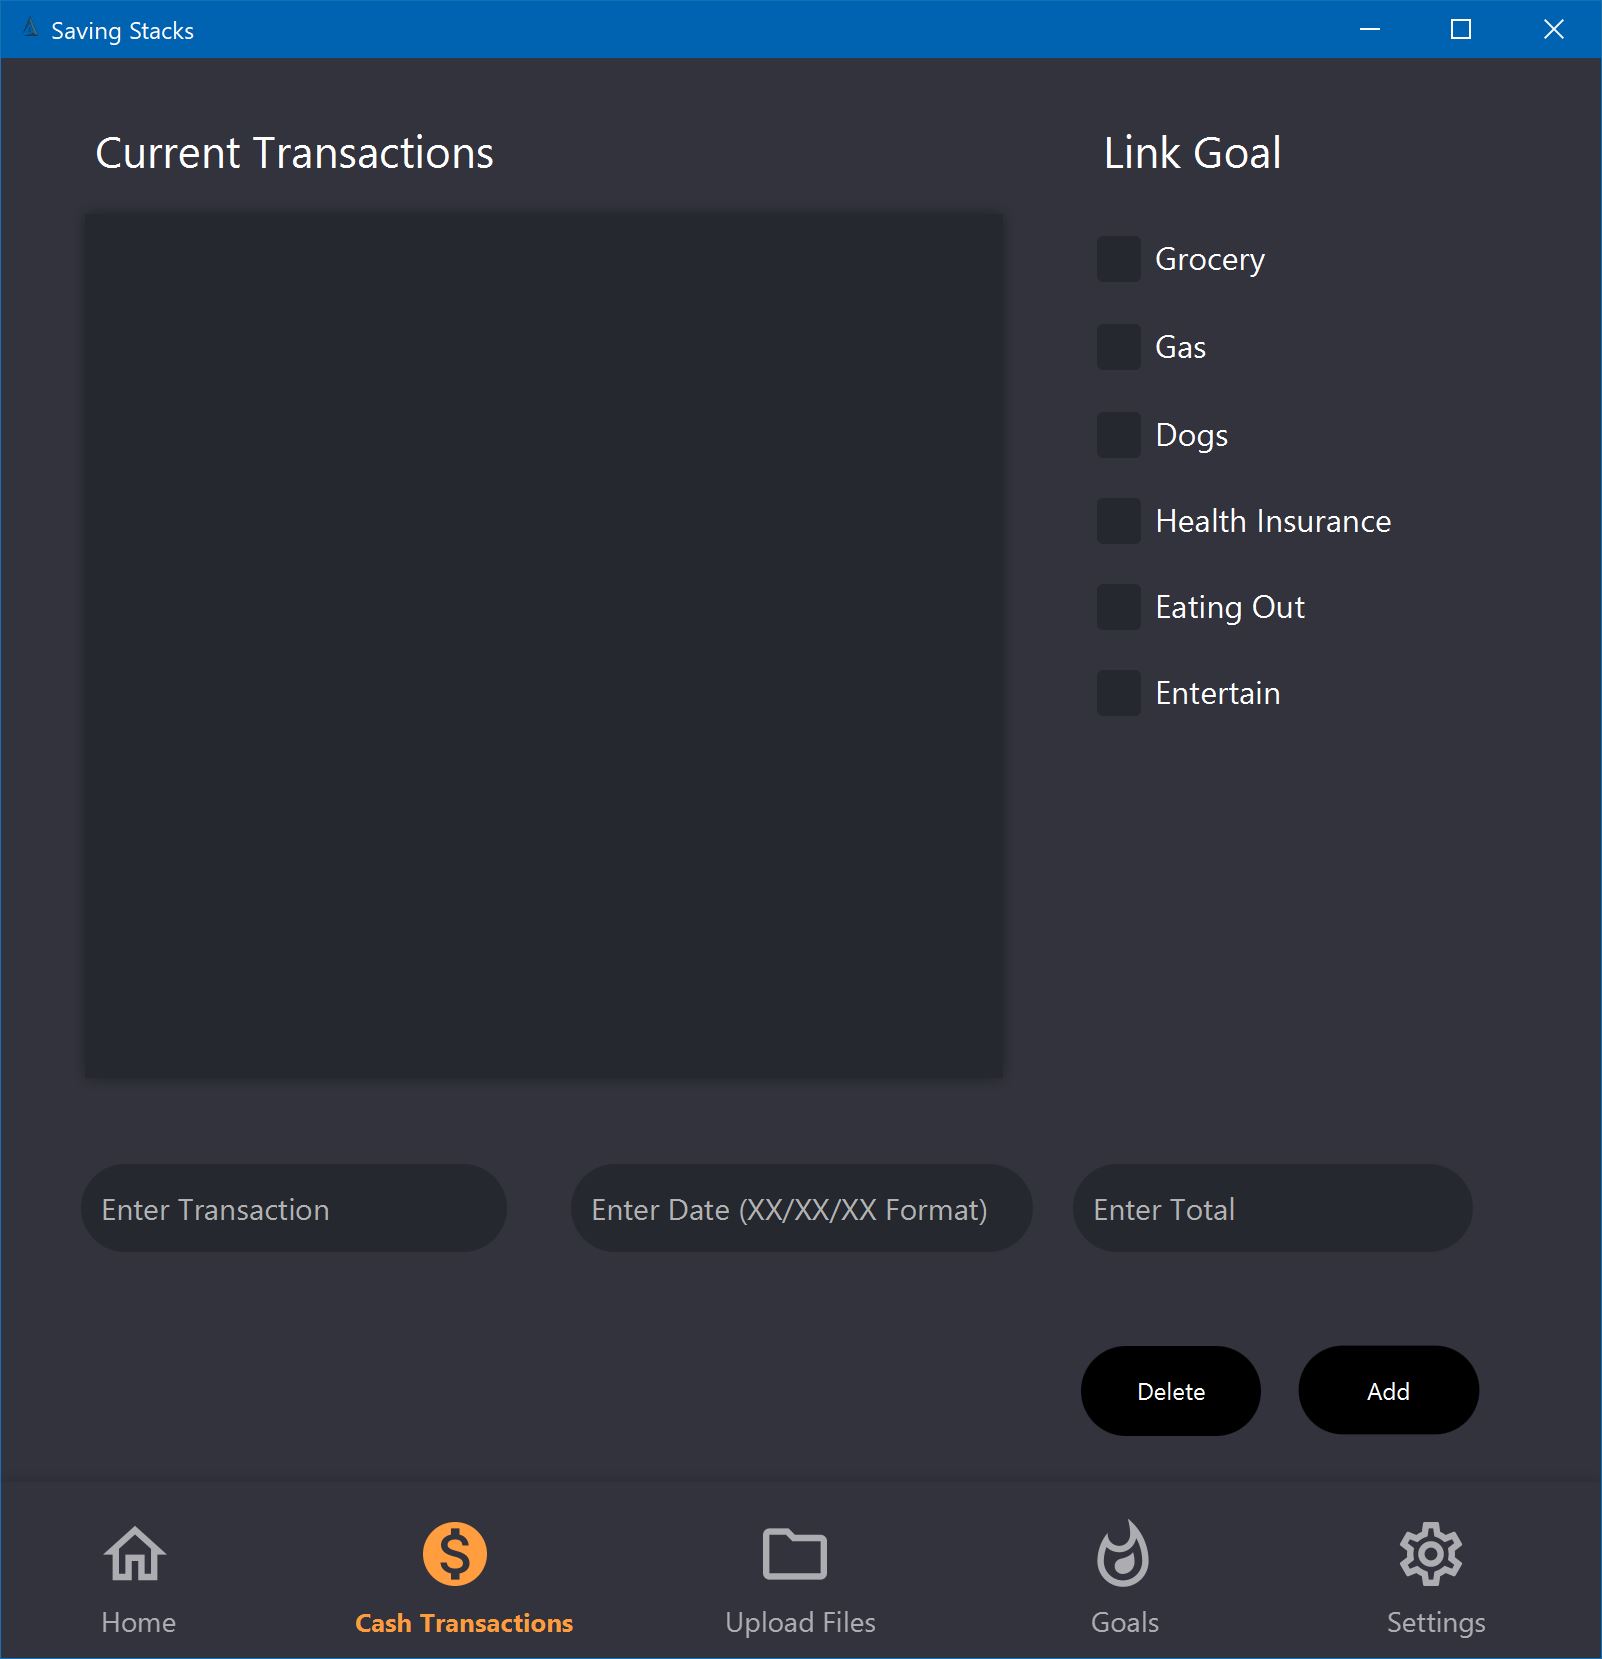 Saving Stacks
Current Transactions
Link Goal
Grocery
Gas
Dogs
Health Insurance
Eating Out
Entertain
Enter Transaction
Enter Date (XX/XX/XX Format)
Enter Total
Delete
Add
Home
Cash Transactions
Upload Files
Goals
Settings